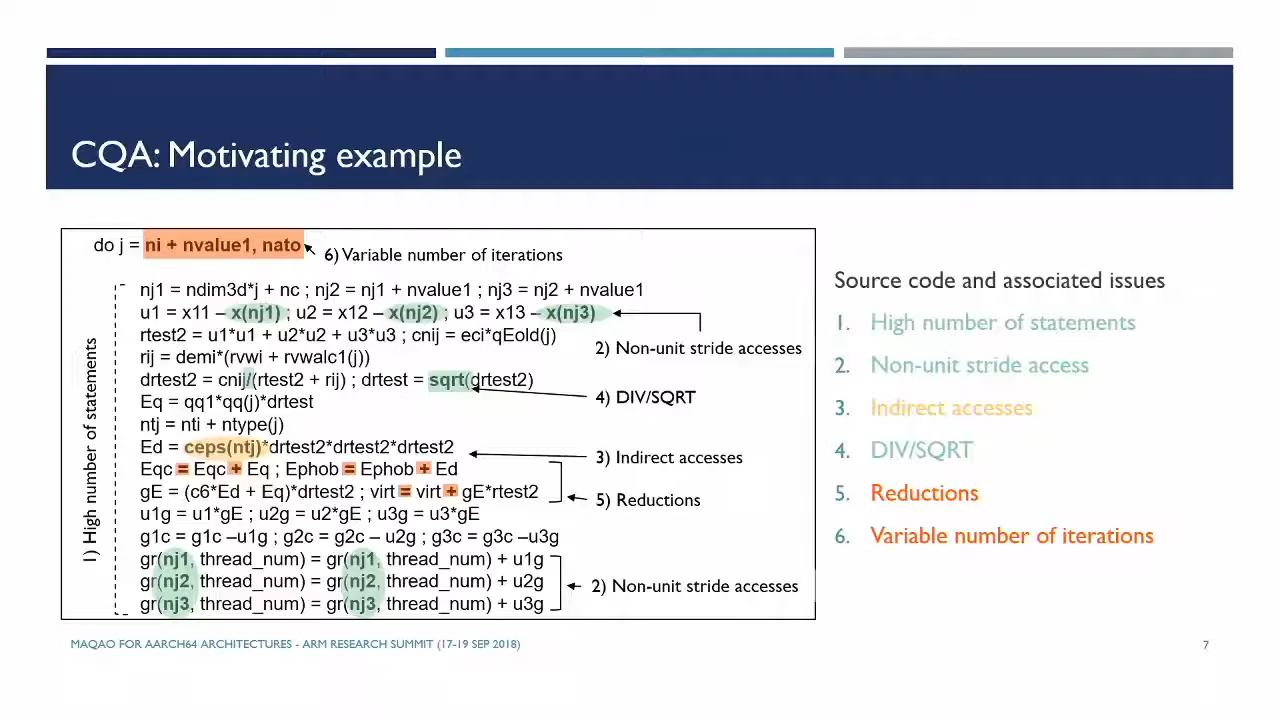 CQA: Motivating example
do j = ni + nvalue1, nato
6) Variable number of iterations
1) High number of statements
nj1 = ndim3d*j + nc ; nj2 = nj1 + nvalue1 ; nj3 = nj2 + nvalue1
u1 = x11 – x(nj1) ; u2 = x12 – x(nj2) ; u3 = x13 – x(nj3)
rtest2 = u1*u1 + u2*u2 + u3*u3 ; cnij = eci*qEold(j)
2) Non-unit stride accesses
rij = demi*(rvwi + rvwalc1(j))
drtest2 = cnij/(rtest2 + rij) ; drtest = sqrt(drtest2)
4) DIV/SQRT
Eq = qq1*qq(j)*drtest
ntj = nti + ntype(j)
Ed = ceps(ntj)*drtest2*drtest2*drtest2
3) Indirect accesses
Eqc = Eqc + Eq ; Ephob = Ephob + Ed
gE = (c6*Ed + Eq)*drtest2 ; virt = virt + gE*rtest2
5) Reductions
u1g = u1*gE ; u2g = u2*gE ; u3g = u3*gE
g1c = g1c –u1g ; g2c = g2c – u2g ; g3c = g3c –u3g
gr(nj1, thread_num) = gr(nj1, thread_num) + u1g
gr(nj2, thread_num) = gr(nj2, thread_num) + u2g
2) Non-unit stride accesses
gr(nj3, thread_num) = gr(nj3, thread_num) + u3g
Source code and associated issues
1. High number of statements
2. Non-unit stride access
3. Indirect accesses
4. DIV/SQRT
5. Reductions
6. Variable number of iterations
MAQAO FOR AARCH64 ARCHITECTURES - ARM RESEARCH SUMMIT (17-19 SEP 2018)
7